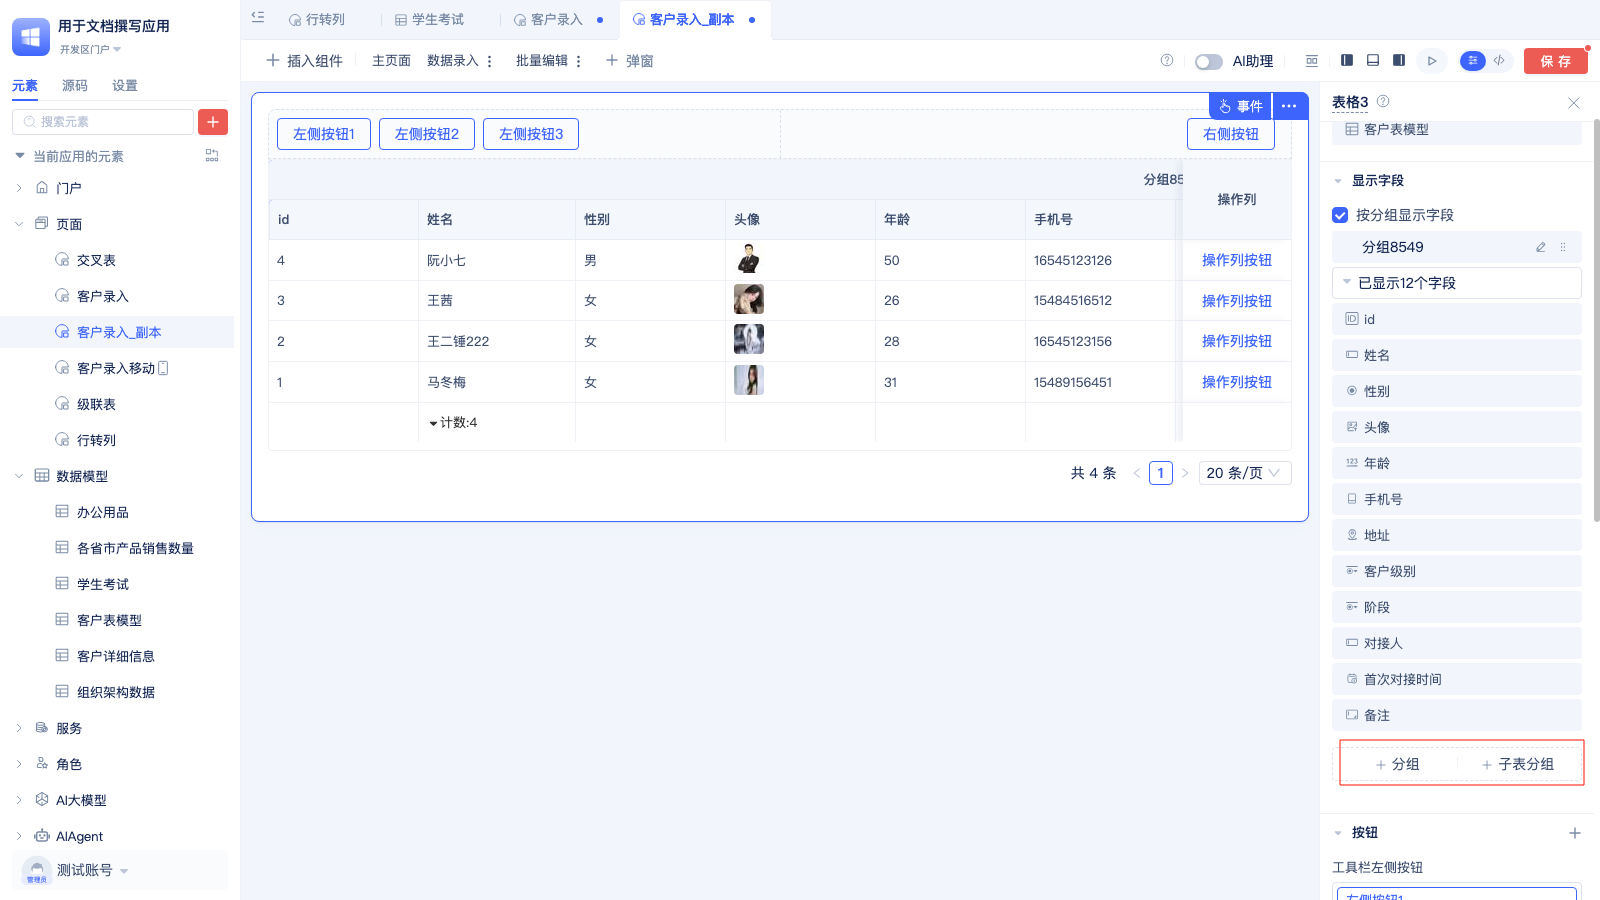 用于文档撰写应用
开发区门户
元素
源码
设置
搜索元素
当前应用的元素
门户
页面
交叉表
客户录入
客户录入_副本
客户录入移动
级联表
行转列
数据模型
办公用品
各省市产品销售数量
学生考试
客户表模型
客户详细信息
组织架构数据
服务
角色
AI大模型
AIAgent
管理员
测试账号
行转列
学生考试
客户录入
客户录入_副本
插入组件
主页面
数据录入
批量编辑
弹窗
AI助理
保 存
事件
左侧按钮1
左侧按钮2
左侧按钮3
右侧按钮
分组85
操作列
id
姓名
性别
头像
年龄
手机号
4
阮小七
男
50
16545123126
操作列按钮
3
王茜
女
26
15484516512
操作列按钮
2
王二锤222
女
28
16545123156
操作列按钮
1
马冬梅
女
31
15489156451
操作列按钮
计数:4
共 4 条
1
20 条/页
表格3
客户表模型
显示字段
按分组显示字段
分组8549
已显示12个字段
id
姓名
性别
头像
年龄
手机号
地址
客户级别
阶段
对接人
首次对接时间
备注
分组
子表分组
按钮
工具栏左侧按钮
左侧按钮1